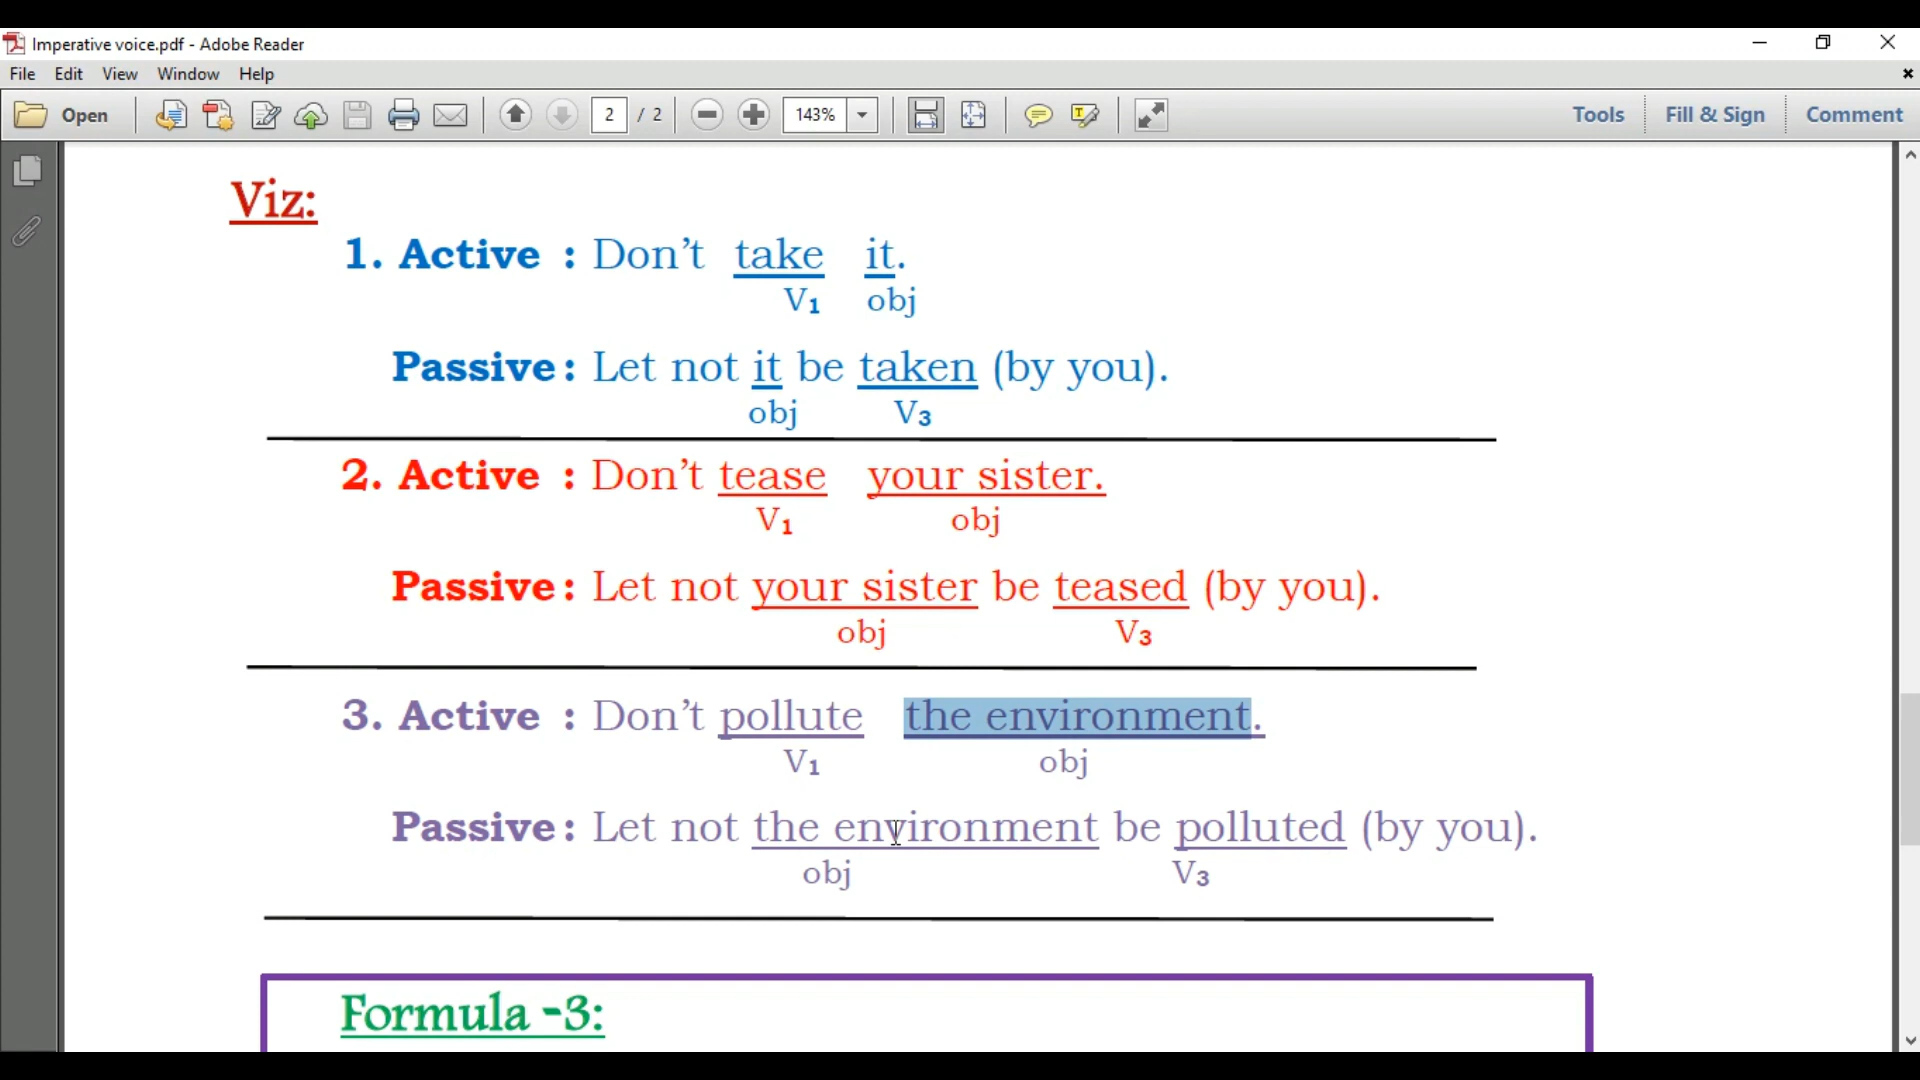 Imperative voice.pdf - Adobe Reader
File Edit View Window Help
Open 2 / 2 143% Tools Fill & Sign Comment
Viz:
1. Active : Don't take it.
V1 obj
Passive : Let not it be taken (by you).
obj V3
2. Active : Don't tease your sister.
V1 obj
Passive : Let not your sister be teased (by you).
obj V3
3. Active : Don't pollute the environment.
V1 obj
Passive : Let not the environment be polluted (by you).
obj V3
Formula -3: